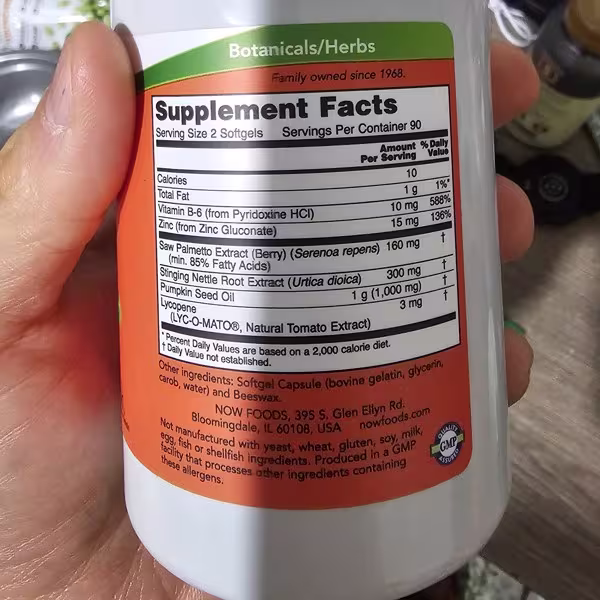 Botanicals/Herbs
Family owned since 1968.
Supplement Facts
Serving Size 2 Softgels Servings Per Container 90
Amount Per Serving % Daily Value
Calories 10
Total Fat 1 g 1%*
Vitamin B-6 (from Pyridoxine HCl) 10 mg 588%
Zinc (from Zinc Gluconate) 15 mg 136%
Saw Palmetto Extract (Berry) (Serenoa repens) 160 mg †
(min. 85% Fatty Acids)
Stinging Nettle Root Extract (Urtica dioica) 300 mg †
Pumpkin Seed Oil 1 g (1,000 mg) †
Lycopene 3 mg †
(LYC-O-MATO®, Natural Tomato Extract)
* Percent Daily Values are based on a 2,000 calorie diet.
† Daily Value not established.
Other ingredients: Softgel Capsule (bovine gelatin, glycerin,
carob, water) and Beeswax.
NOW FOODS, 395 S. Glen Ellyn Rd.
Bloomingdale, IL 60108, USA nowfoods.com
Not manufactured with yeast, wheat, gluten, soy, milk,
egg, fish or shellfish ingredients. Produced in a GMP
facility that processes other ingredients containing
these allergens.
QUALITY
GMP
ASSURED